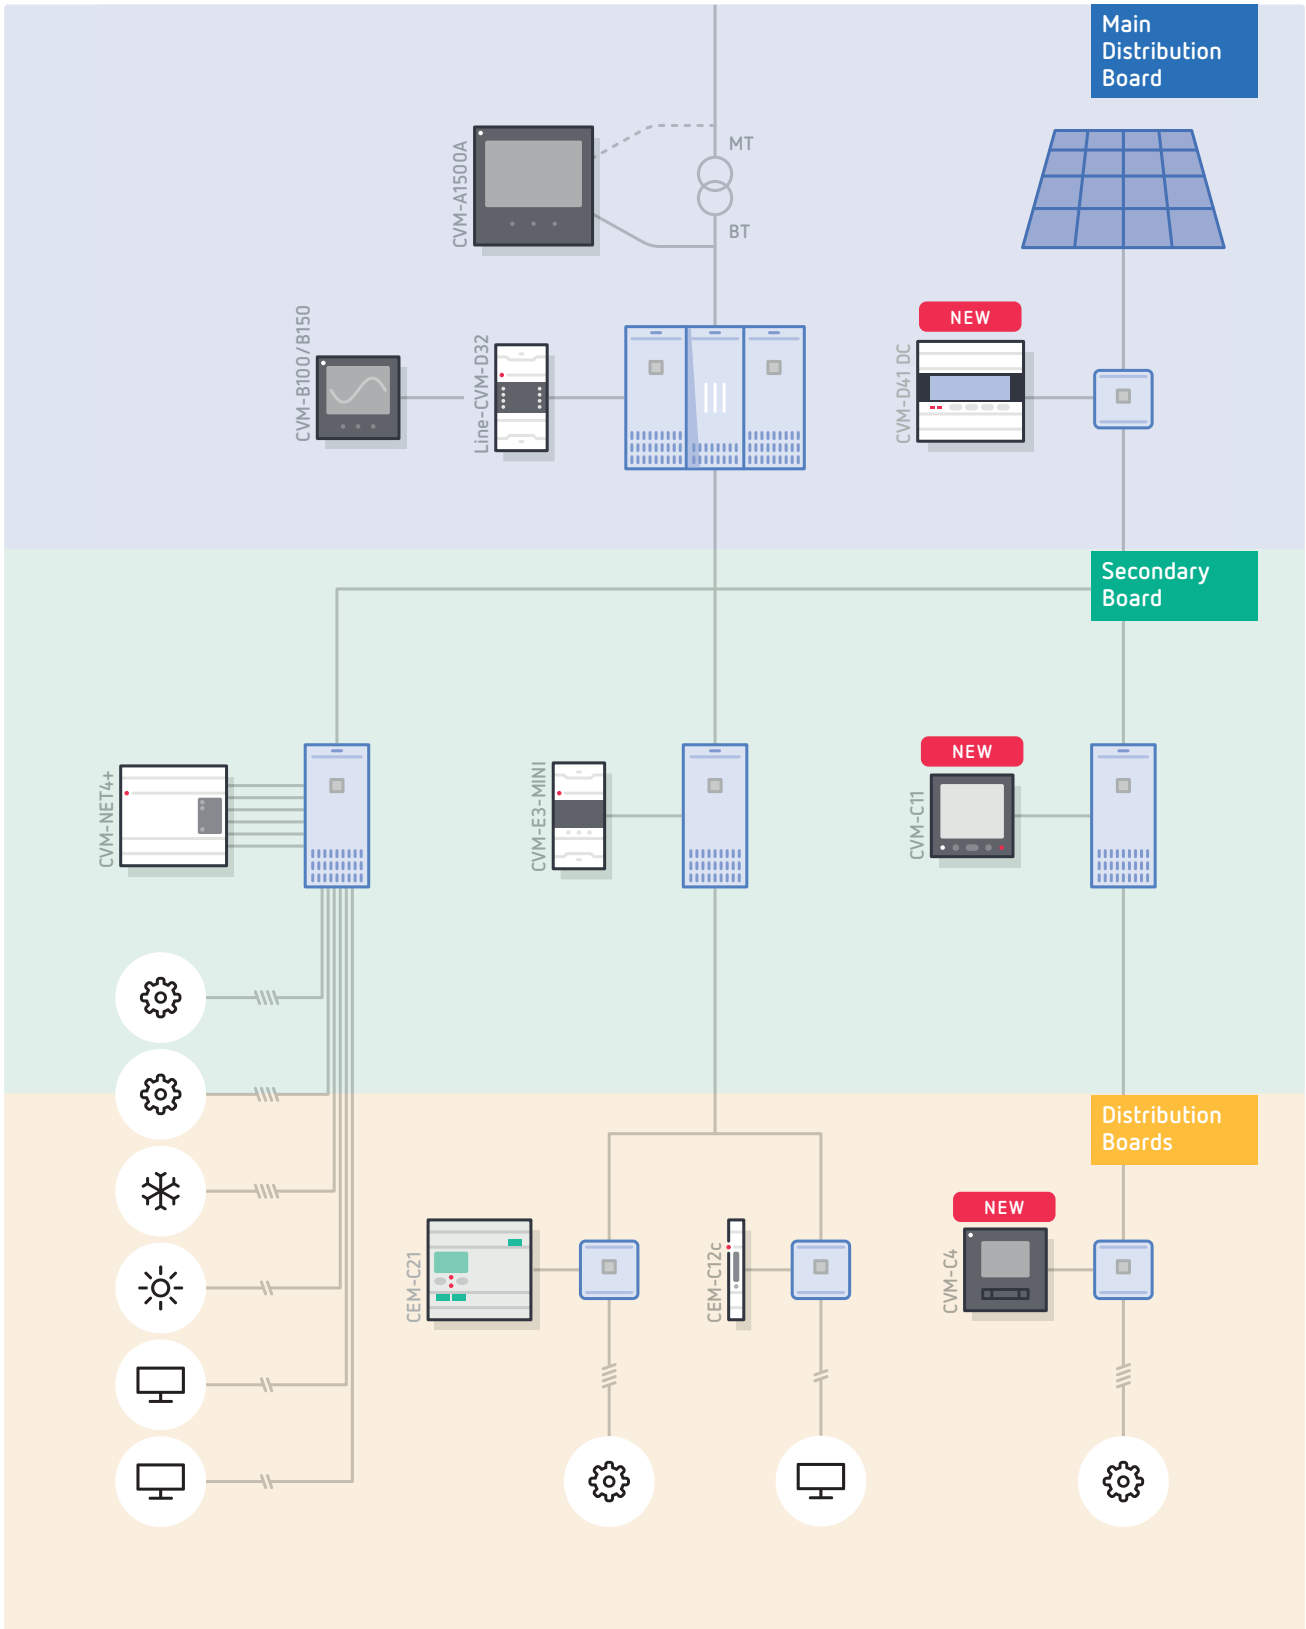 Main
Distribution
Board
MT
CVM-A1500A
BT
NEW
CVM-B100/B150
Line-CVM-D32
CVM-D41 DC
Secondary
Board
NEW
CVM-NET4+
CVM-E3-MINI
CVM-C11
Distribution
Boards
NEW
CEM-C21
CEM-C12c
CVM-C4